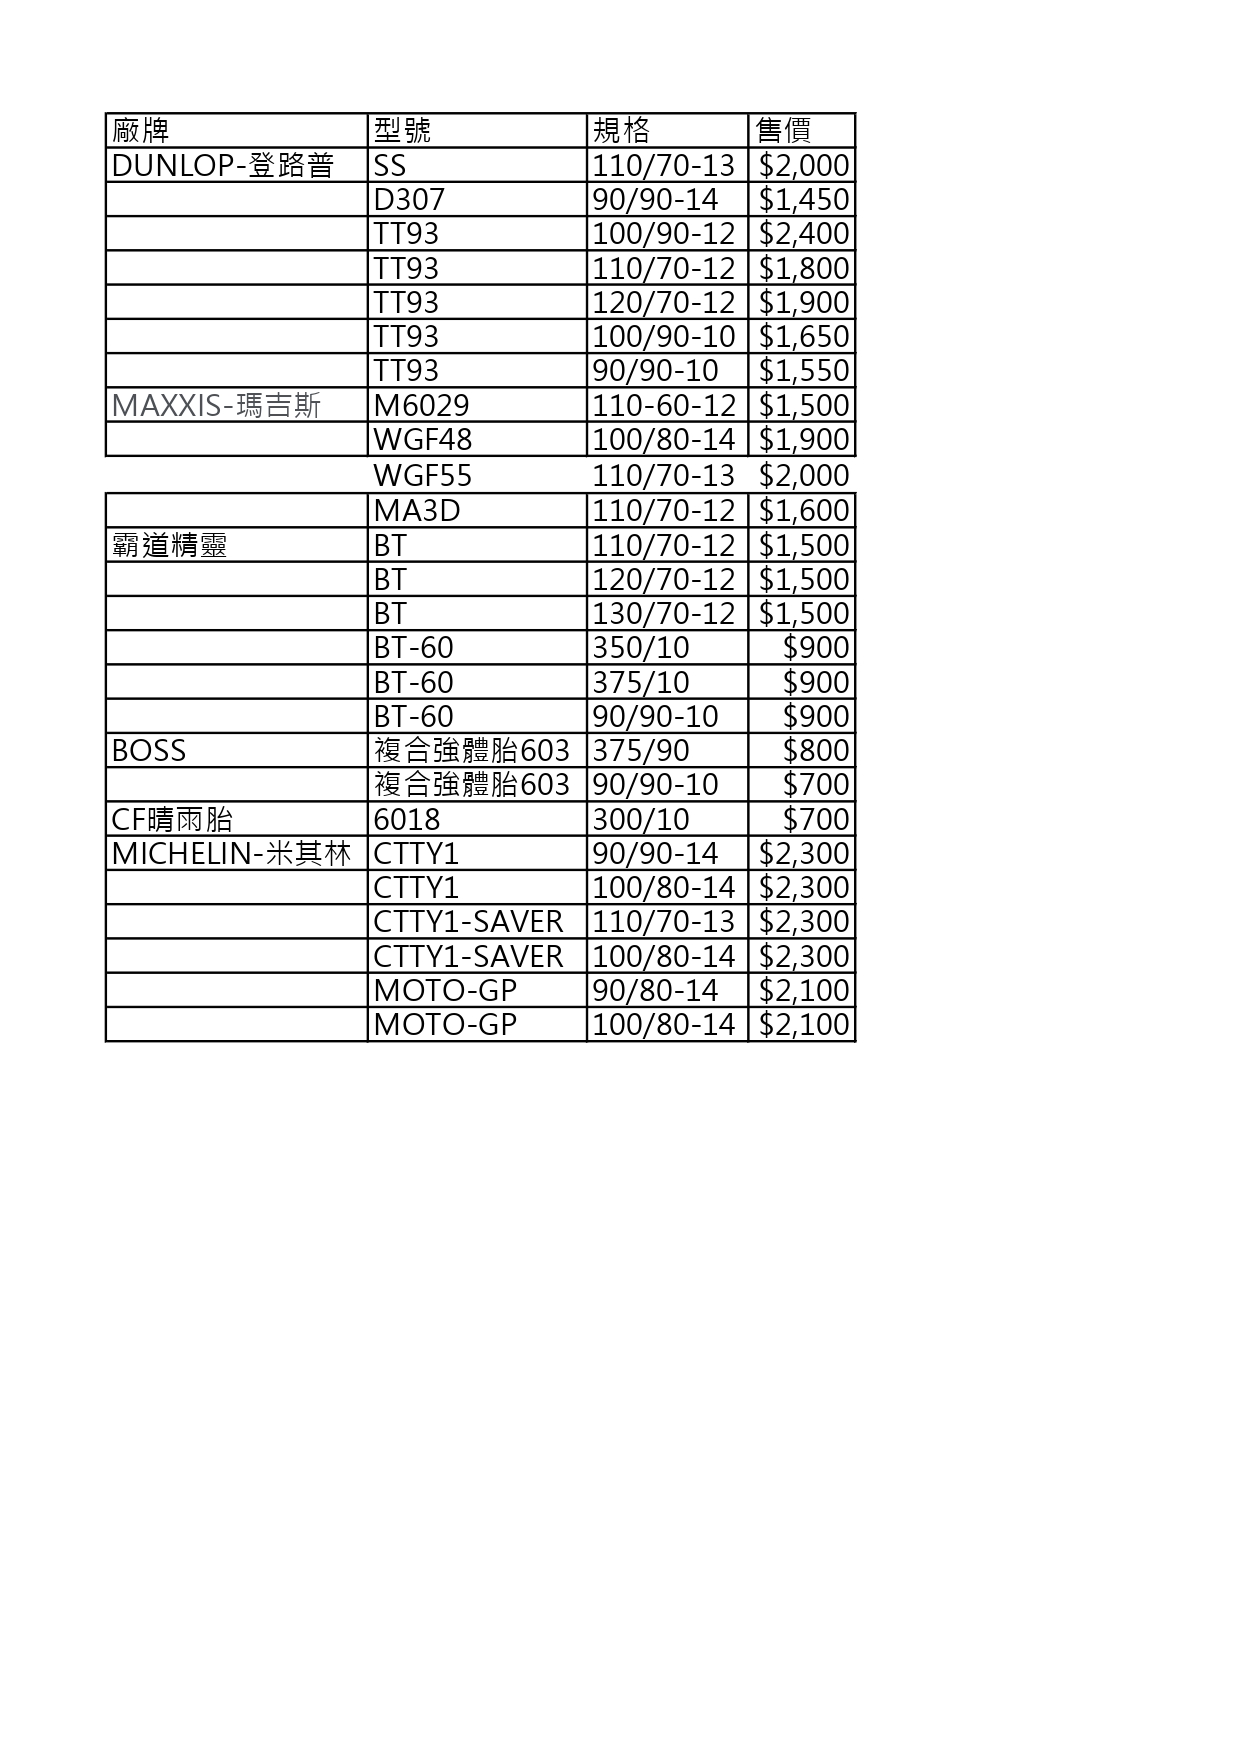 廠牌 型號 規格 售價
DUNLOP-登路普 SS 110/70-13 $2,000
D307 90/90-14 $1,450
TT93 100/90-12 $2,400
TT93 110/70-12 $1,800
TT93 120/70-12 $1,900
TT93 100/90-10 $1,650
TT93 90/90-10 $1,550
MAXXIS-瑪吉斯 M6029 110-60-12 $1,500
WGF48 100/80-14 $1,900
WGF55 110/70-13 $2,000
MA3D 110/70-12 $1,600
霸道精靈 BT 110/70-12 $1,500
BT 120/70-12 $1,500
BT 130/70-12 $1,500
BT-60 350/10 $900
BT-60 375/10 $900
BT-60 90/90-10 $900
BOSS 複合強體胎603 375/90 $800
複合強體胎603 90/90-10 $700
CF晴雨胎 6018 300/10 $700
MICHELIN-米其林 CTTY1 90/90-14 $2,300
CTTY1 100/80-14 $2,300
CTTY1-SAVER 110/70-13 $2,300
CTTY1-SAVER 100/80-14 $2,300
MOTO-GP 90/80-14 $2,100
MOTO-GP 100/80-14 $2,100